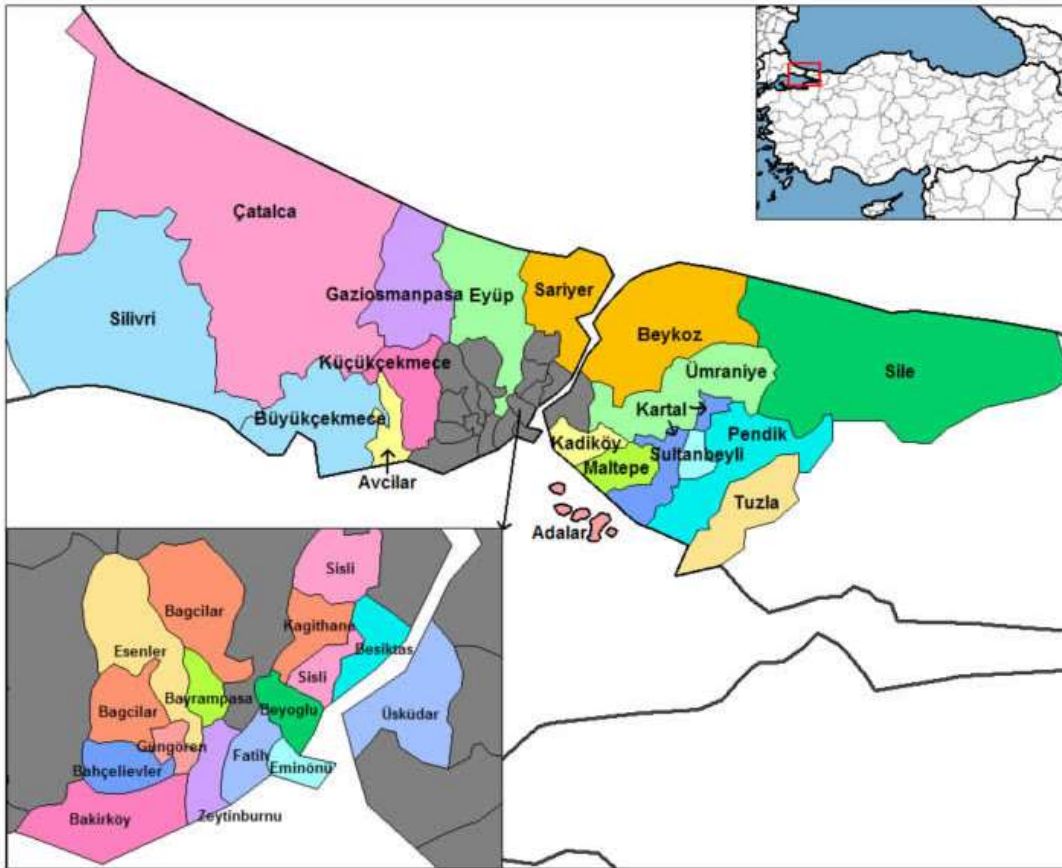 Çatalca
Silivri
Gaziosmanpasa
Eyüp
Sariyer
Beykoz
Sile
Küçükçekmece
Ümraniye
Büyükçekmece
Kartal
Kadiköy
Sultanbeyli
Pendik
Maltepe
Avcilar
Tuzla
Adalar
Sisli
Bagcilar
Kagithane
Besiktas
Esenler
Sisli
Bayrampasa
Bagcilar
Beyoglu
Üsküdar
Güngören
Fatih
Eminönü
Bahçelievler
Bakirköy
Zeytinburnu